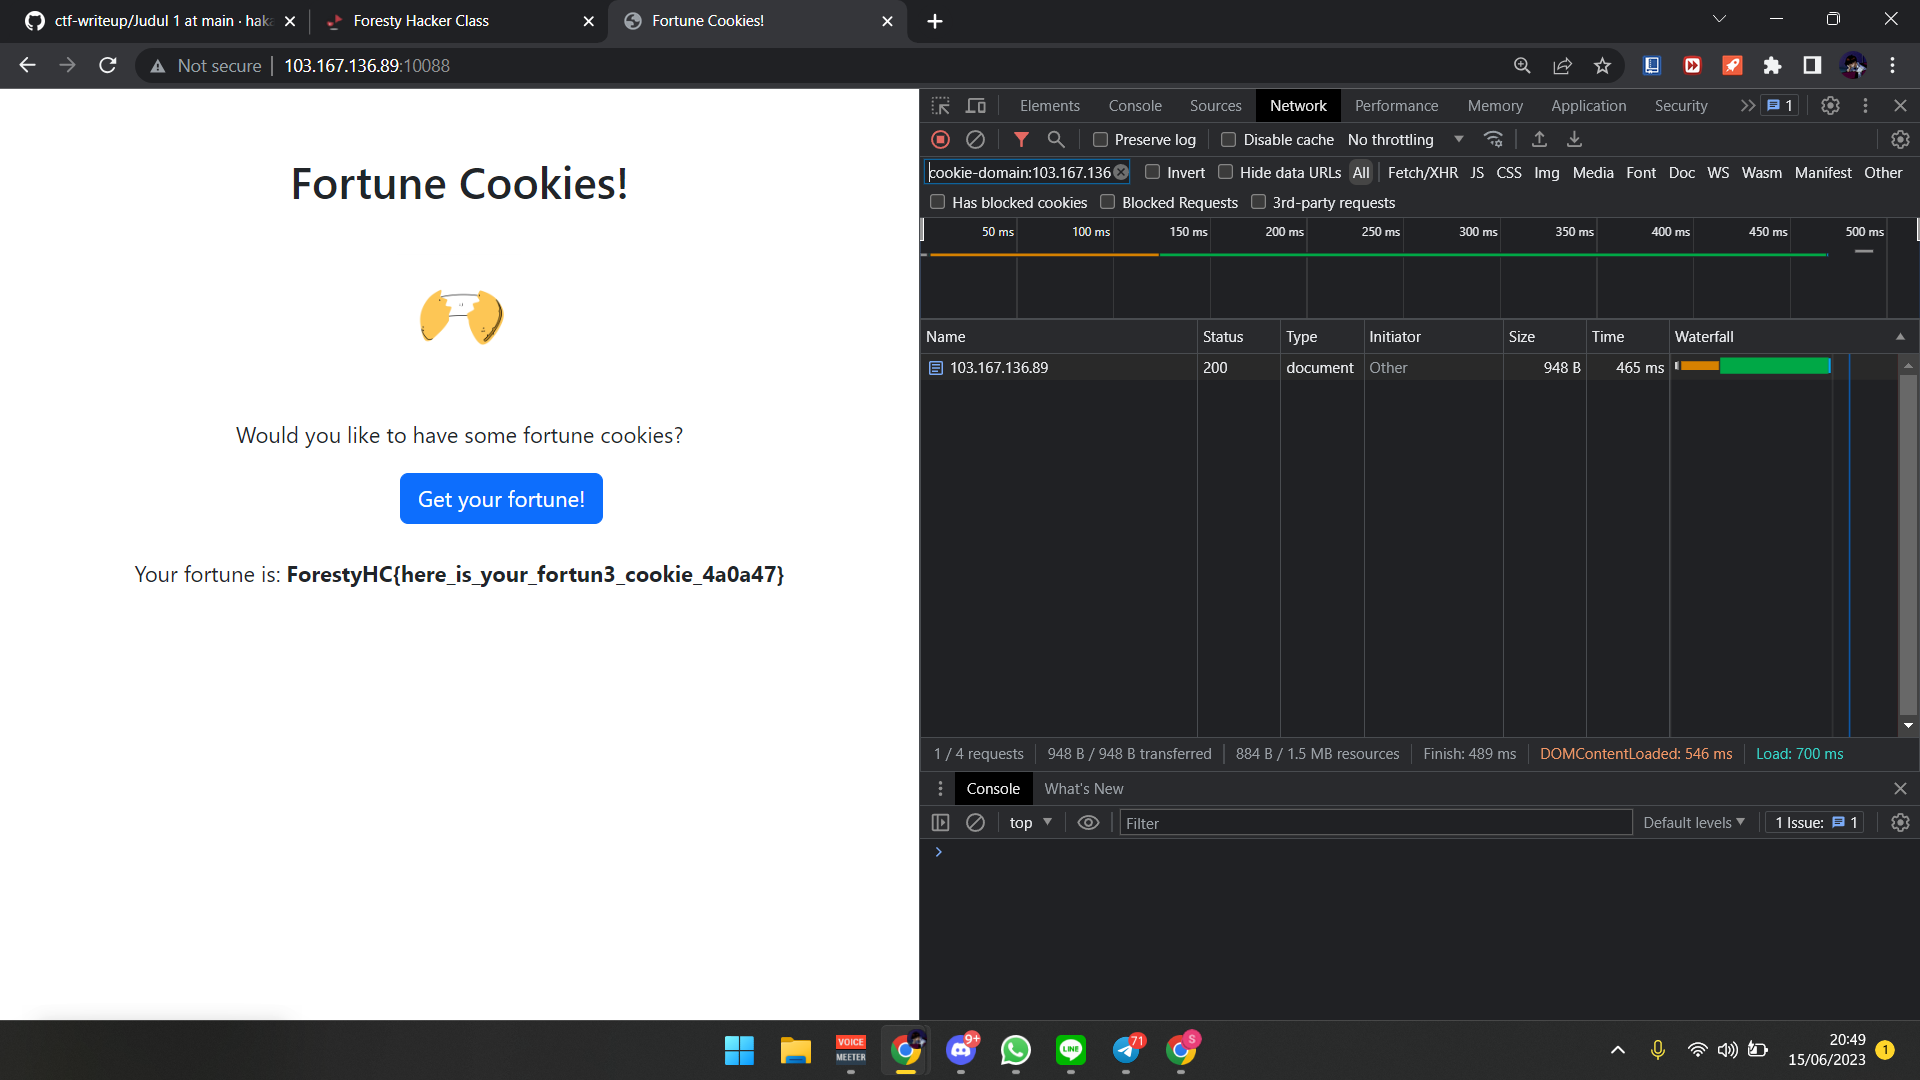 ctf-writeup/Judul 1 at main · haka
Foresty Hacker Class
Fortune Cookies!
Not secure
103.167.136.89:10088
Fortune Cookies!
Would you like to have some fortune cookies?
Get your fortune!
Your fortune is: ForestyHC{here_is_your_fortun3_cookie_4a0a47}
Elements Console Sources Network Performance Memory Application Security 1
Preserve log Disable cache No throttling
cookie-domain:103.167.136 Invert Hide data URLs All Fetch/XHR JS CSS Img Media Font Doc WS Wasm Manifest Other
Has blocked cookies Blocked Requests 3rd-party requests
50 ms 100 ms 150 ms 200 ms 250 ms 300 ms 350 ms 400 ms 450 ms 500 ms
Name Status Type Initiator Size Time Waterfall
103.167.136.89 200 document Other 948 B 465 ms
1 / 4 requests 948 B / 948 B transferred 884 B / 1.5 MB resources Finish: 489 ms DOMContentLoaded: 546 ms Load: 700 ms
Console What's New
top Filter Default levels 1 Issue: 1
VOICE
MEETER
9+
LINE
71
S
20:49
15/06/2023
1